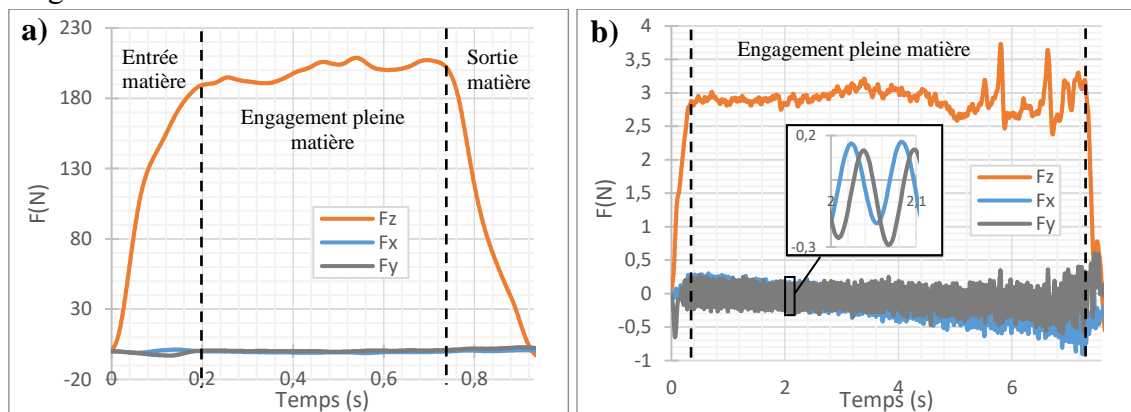 a)
230
180
130
80
30
-20
F(N)
Entrée
matière
Engagement pleine
matière
Sortie
matière
Fz
Fx
Fy
0
0,2
0,4
0,6
0,8
Temps (s)
b)
4
3,5
3
2,5
2
1,5
1
0,5
0
-0,5
-1
F(N)
Engagement pleine matière
0,2
2
2,1
-0,3
Fz
Fx
Fy
0
2
4
6
Temps (s)